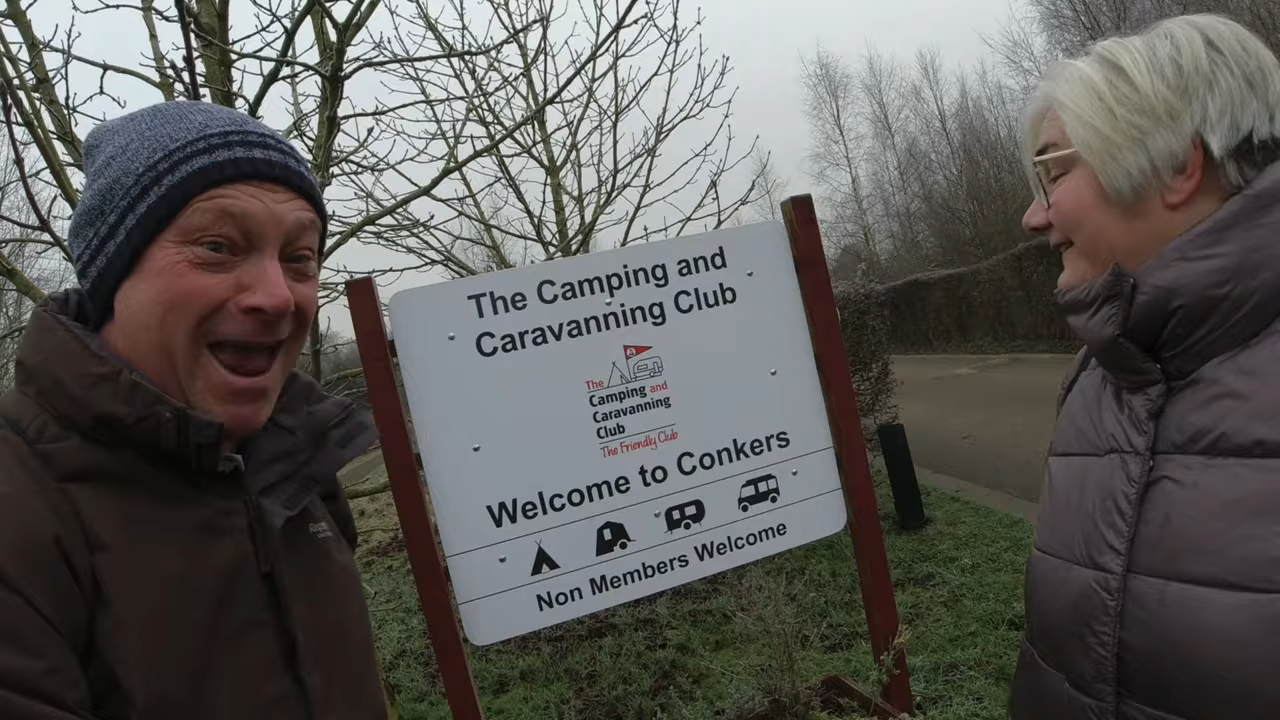 The Camping and
Caravanning Club
The
Camping and
Caravanning
Club
The Friendly Club
Welcome to Conkers
Non Members Welcome